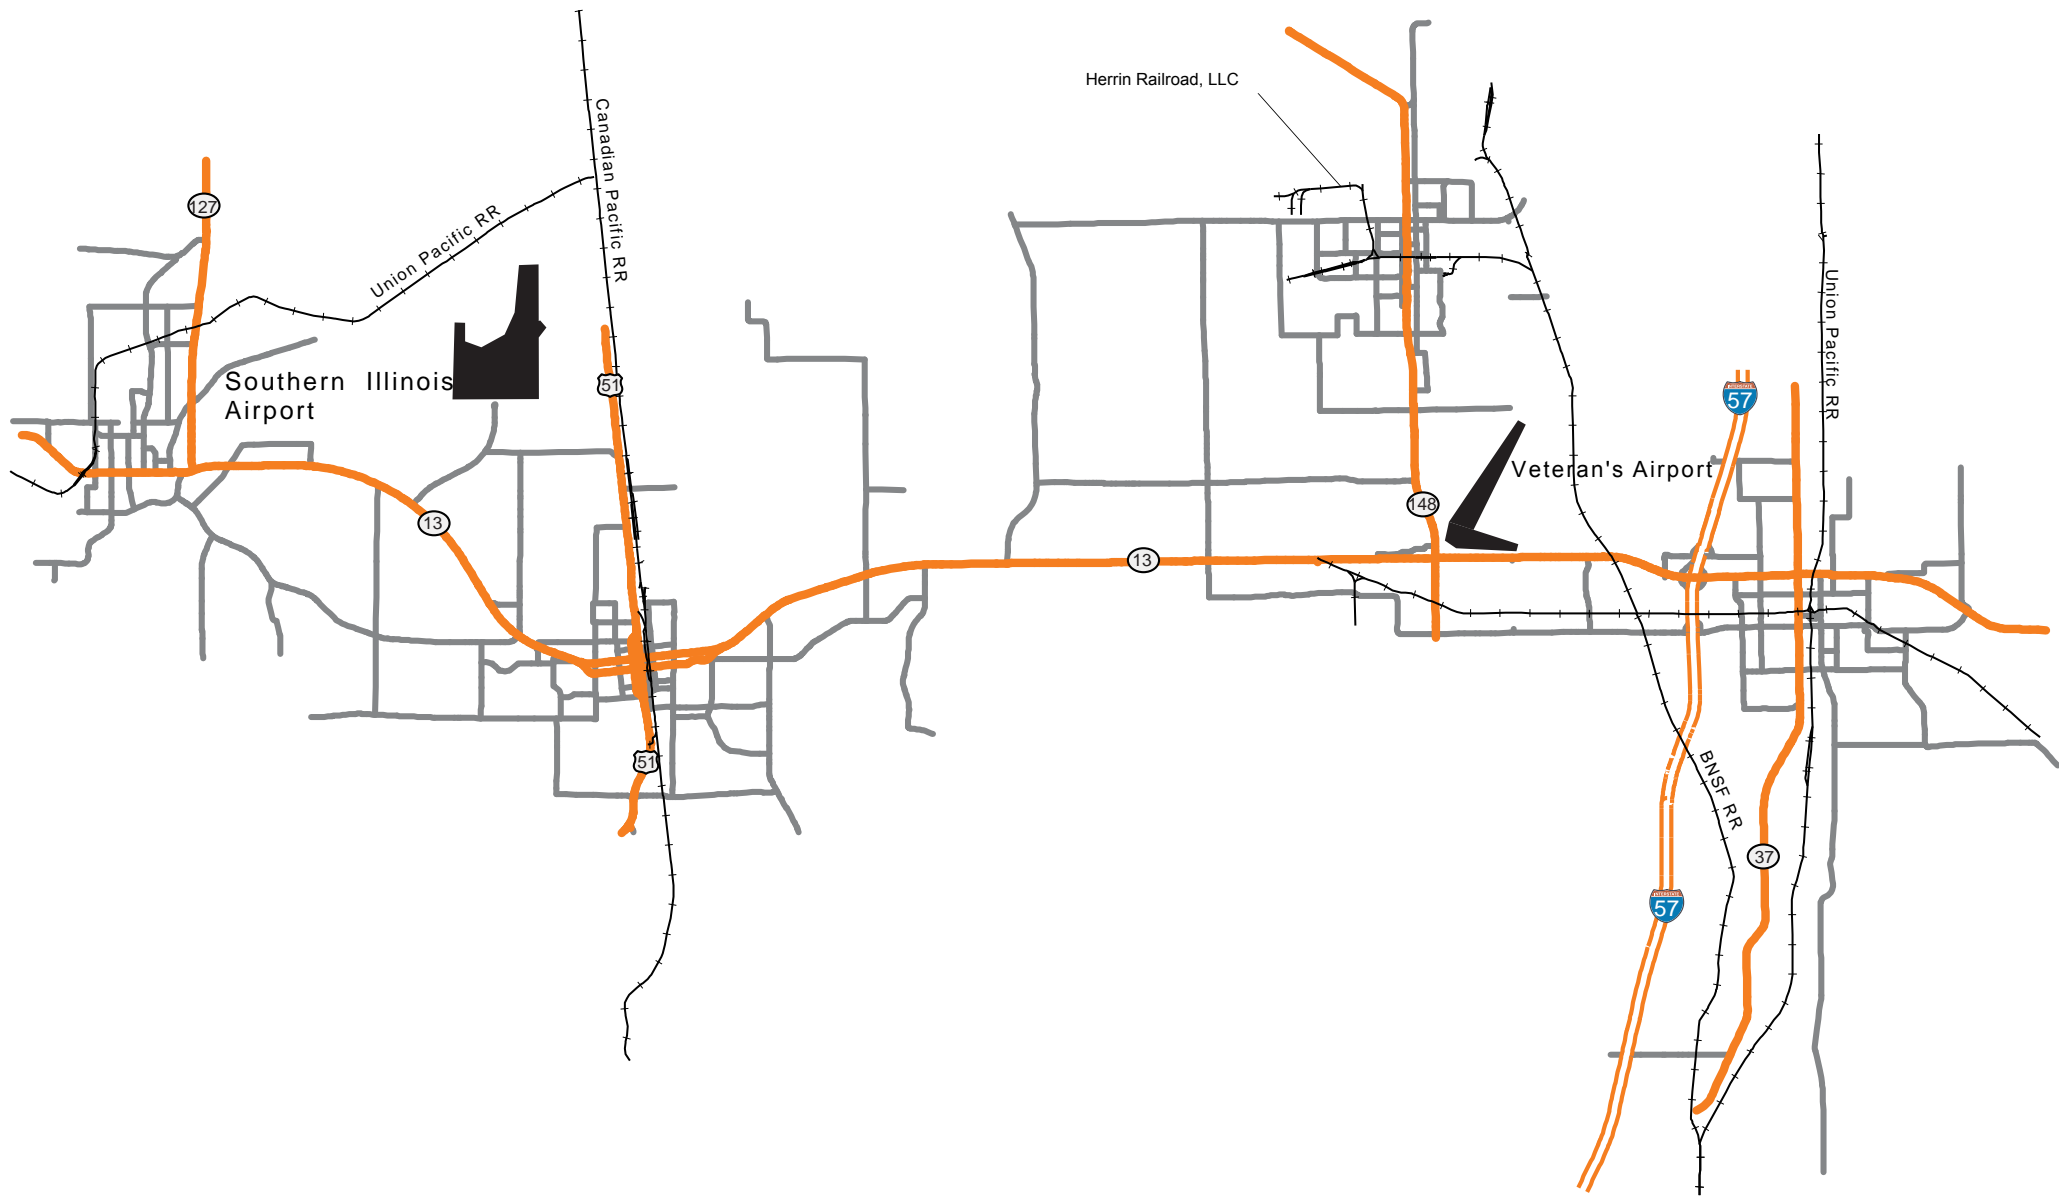 Herrin Railroad, LLC
Canadian Pacific RR
127
Union Pacific RR
Union Pacific RR
Southern Illinois
Airport
51
57
Veteran's Airport
148
13
13
51
BNSF RR
37
57